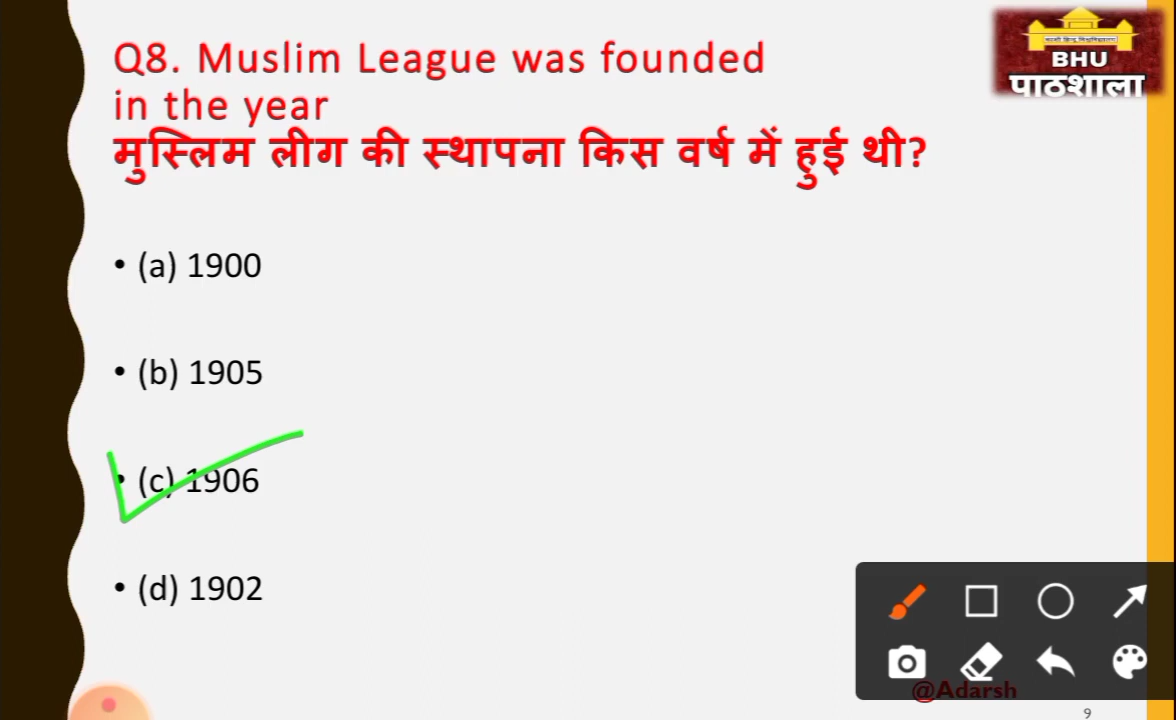 Q8. Muslim League was founded
in the year
मुस्लिम लीग की स्थापना किस वर्ष में हुई थी?
• (a) 1900
• (b) 1905
• (c) 1906
• (d) 1902
BHU
पाठशाला
@Adarsh
9